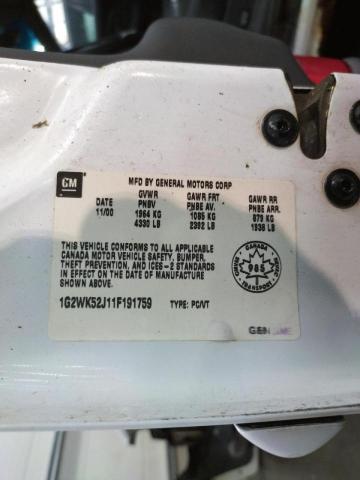 GM
MFD BY GENERAL MOTORS CORP
DATE GVWR GAWR FRT GAWR RR
PNBV PNBE AV. PNBE ARR.
11/00 1964 KG 1085 KG 879 KG
4330 LB 2392 LB 1938 LB
THIS VEHICLE CONFORMS TO ALL APPLICABLE
CANADA MOTOR VEHICLE SAFETY, BUMPER,
THEFT PREVENTION, AND ICES-2 STANDARDS
IN EFFECT ON THE DATE OF MANUFACTURE
SHOWN ABOVE.
CANADA
985
TRANSPORT
1G2WK52J11F191759 TYPE: PC/VT